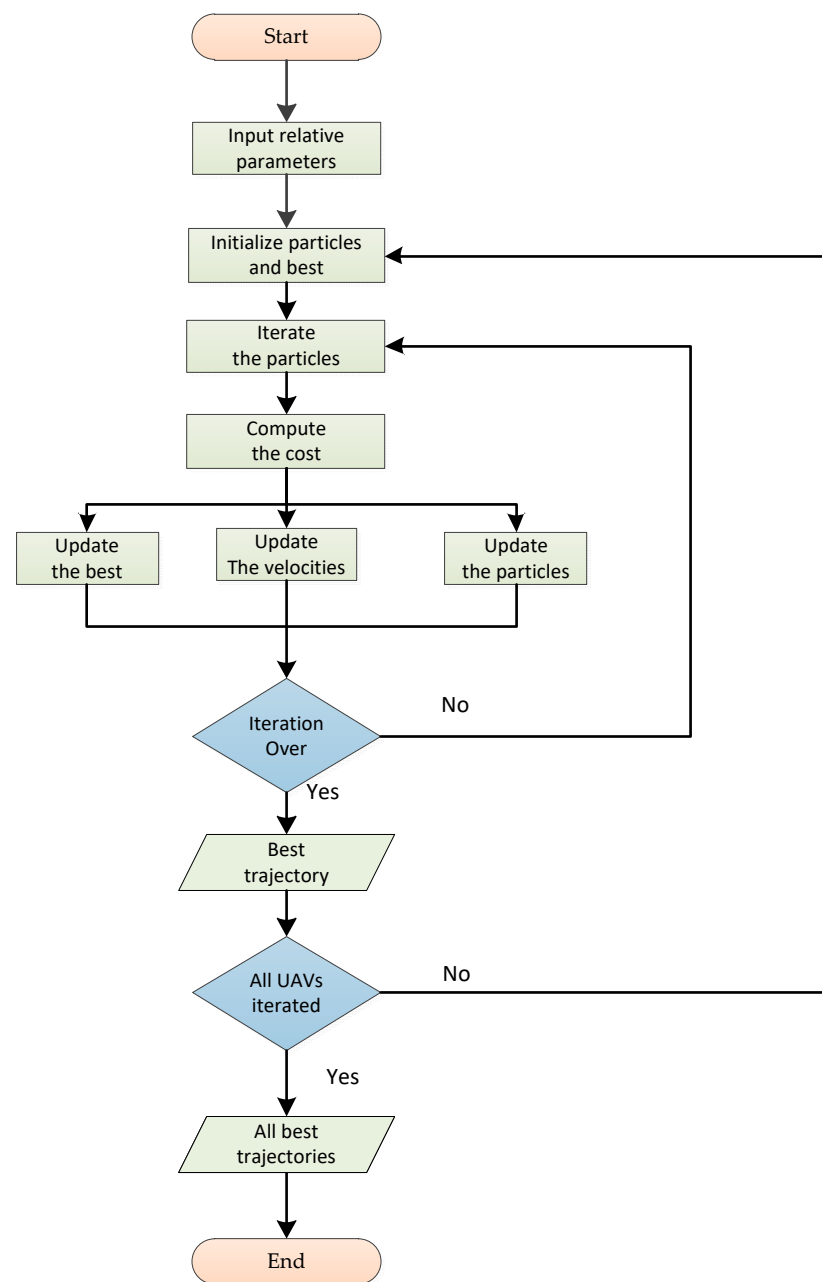 Start
Input relative
parameters
Initialize particles
and best
Iterate
the particles
Compute
the cost
Update
the best
Update
The velocities
Update
the particles
Iteration
Over
No
Yes
Best
trajectory
All UAVs
iterated
No
Yes
All best
trajectories
End